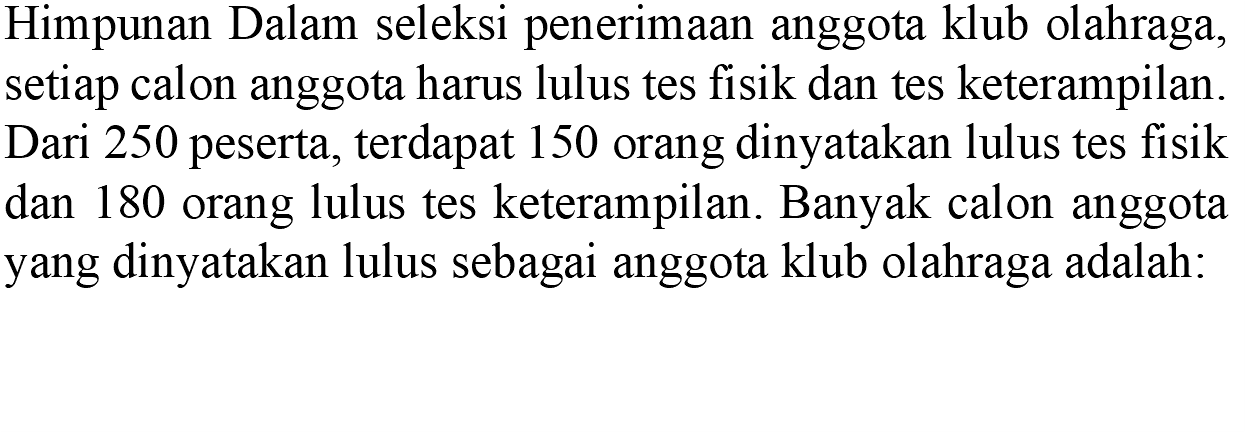 Himpunan Dalam seleksi penerimaan anggota klub olahraga,
setiap calon anggota harus lulus tes fisik dan tes keterampilan.
Dari 250 peserta, terdapat 150 orang dinyatakan lulus tes fisik
dan 180 orang lulus tes keterampilan. Banyak calon anggota
yang dinyatakan lulus sebagai anggota klub olahraga adalah: